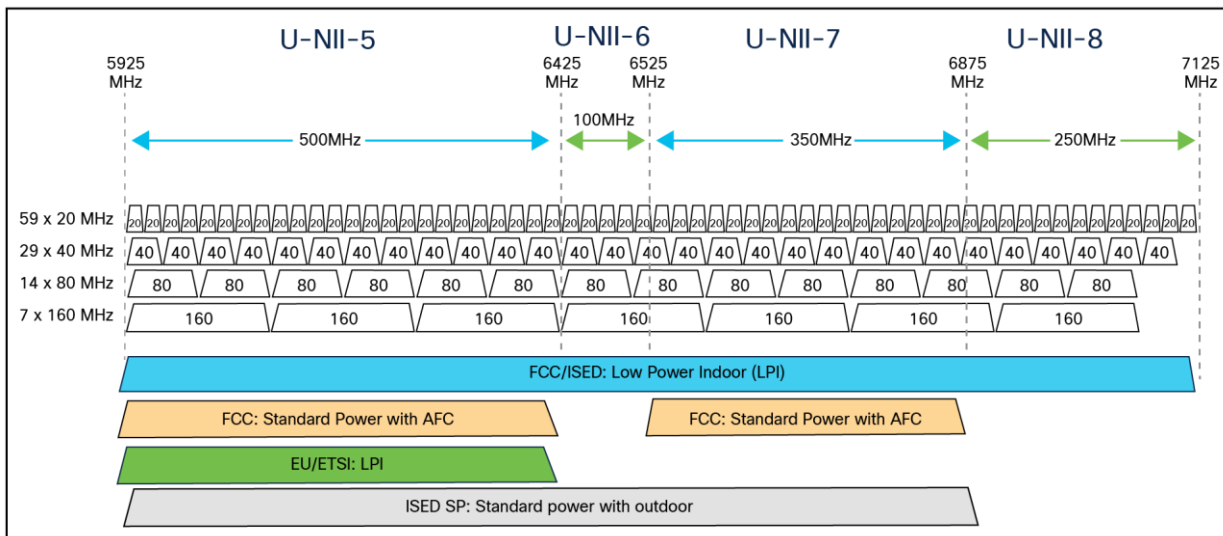 U-NII-5 U-NII-6 U-NII-7 U-NII-8
5925 MHz 6425 MHz 6525 MHz 6875 MHz 7125 MHz
500MHz 100MHz 350MHz 250MHz
59 x 20 MHz 20 20 20 20 20 20 20 20 20 20 20 20 20 20 20 20 20 20 20 20 20 20 20 20 20 20 20 20 20 20 20 20 20 20 20 20 20 20 20 20 20 20 20 20 20 20 20 20 20 20 20 20 20 20 20 20 20 20 20
29 x 40 MHz 40 40 40 40 40 40 40 40 40 40 40 40 40 40 40 40 40 40 40 40 40 40 40 40 40 40 40 40 40
14 x 80 MHz 80 80 80 80 80 80 80 80 80 80 80 80 80 80
7 x 160 MHz 160 160 160 160 160 160 160
FCC/ISED: Low Power Indoor (LPI)
FCC: Standard Power with AFC FCC: Standard Power with AFC
EU/ETSI: LPI
ISED SP: Standard power with outdoor